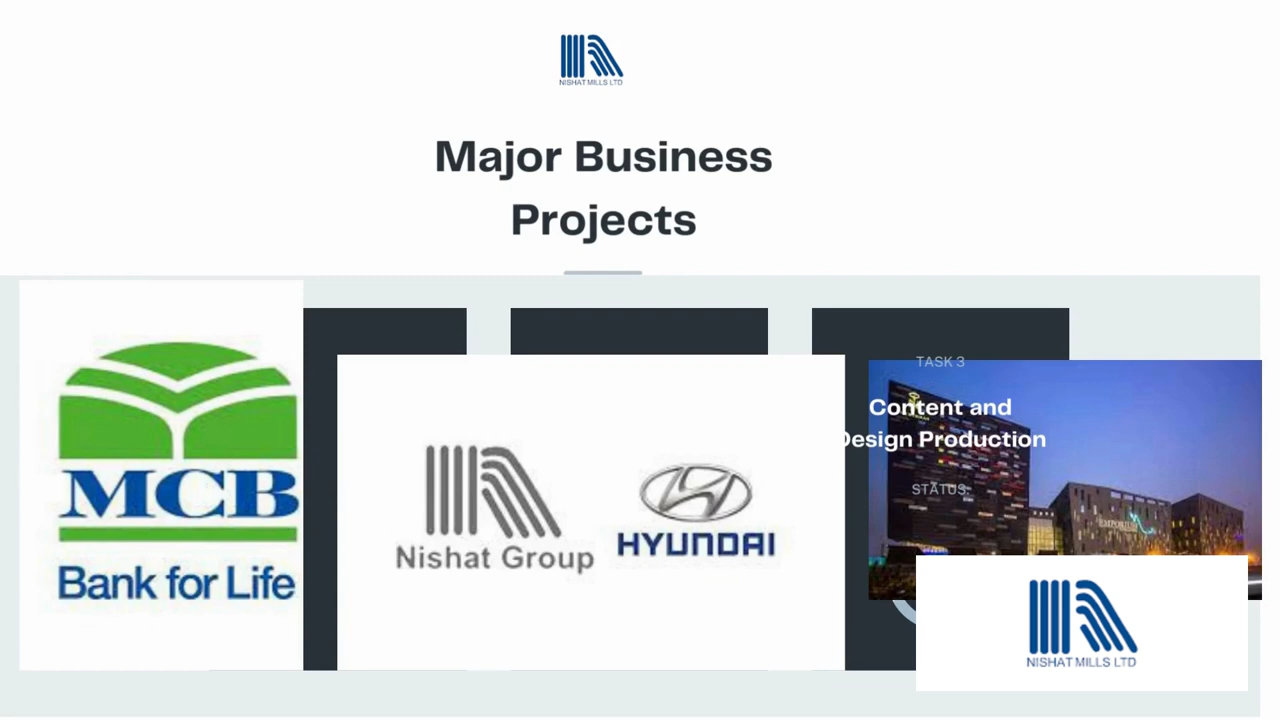 NISHAT MILLS LTD
Major Business
Projects
MCB
Bank for Life
Nishat Group
HYUNDAI
TASK 3
Content and
Design Production
STATUS:
EMPORIUM
NISHAT MILLS LTD